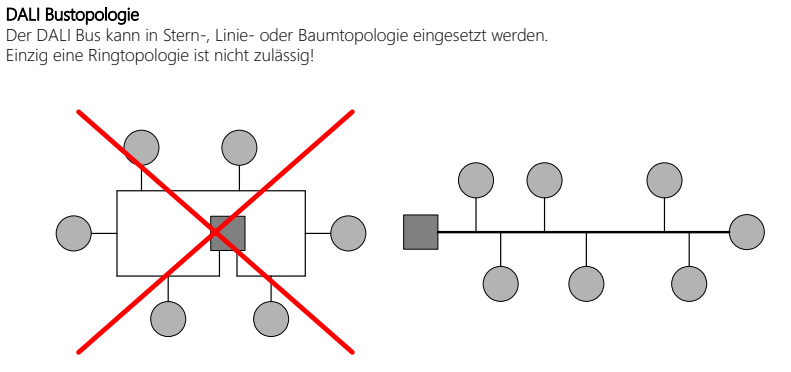 DALI Bustopologie
Der DALI Bus kann in Stern-, Linie- oder Baumtopologie eingesetzt werden.
Einzig eine Ringtopologie ist nicht zulässig!